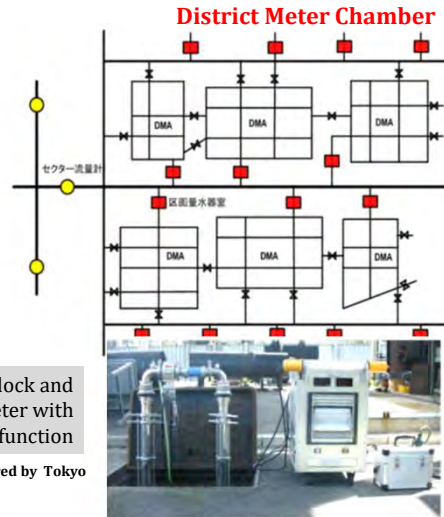 District Meter Chamber
DMA
DMA
DMA
セクター流量計
区画量水器室
DMA
DMA
DMA
lock and
eter with
function
red by Tokyo